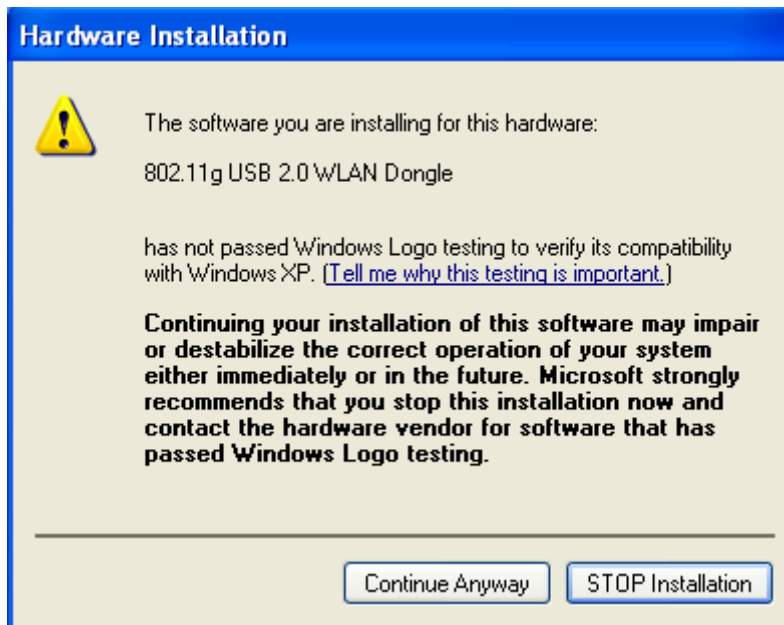 Hardware Installation
The software you are installing for this hardware:
802.11g USB 2.0 WLAN Dongle
has not passed Windows Logo testing to verify its compatibility
with Windows XP. (Tell me why this testing is important.)
Continuing your installation of this software may impair
or destabilize the correct operation of your system
either immediately or in the future. Microsoft strongly
recommends that you stop this installation now and
contact the hardware vendor for software that has
passed Windows Logo testing.
Continue Anyway
STOP Installation